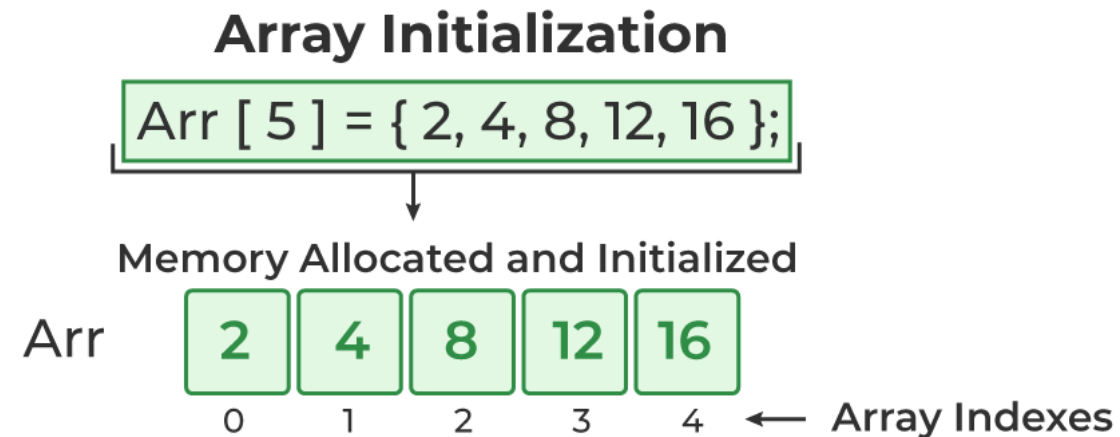 Array Initialization
Arr [ 5 ] = { 2, 4, 8, 12, 16 };
Memory Allocated and Initialized
Arr 2 4 8 12 16
0 1 2 3 4 Array Indexes